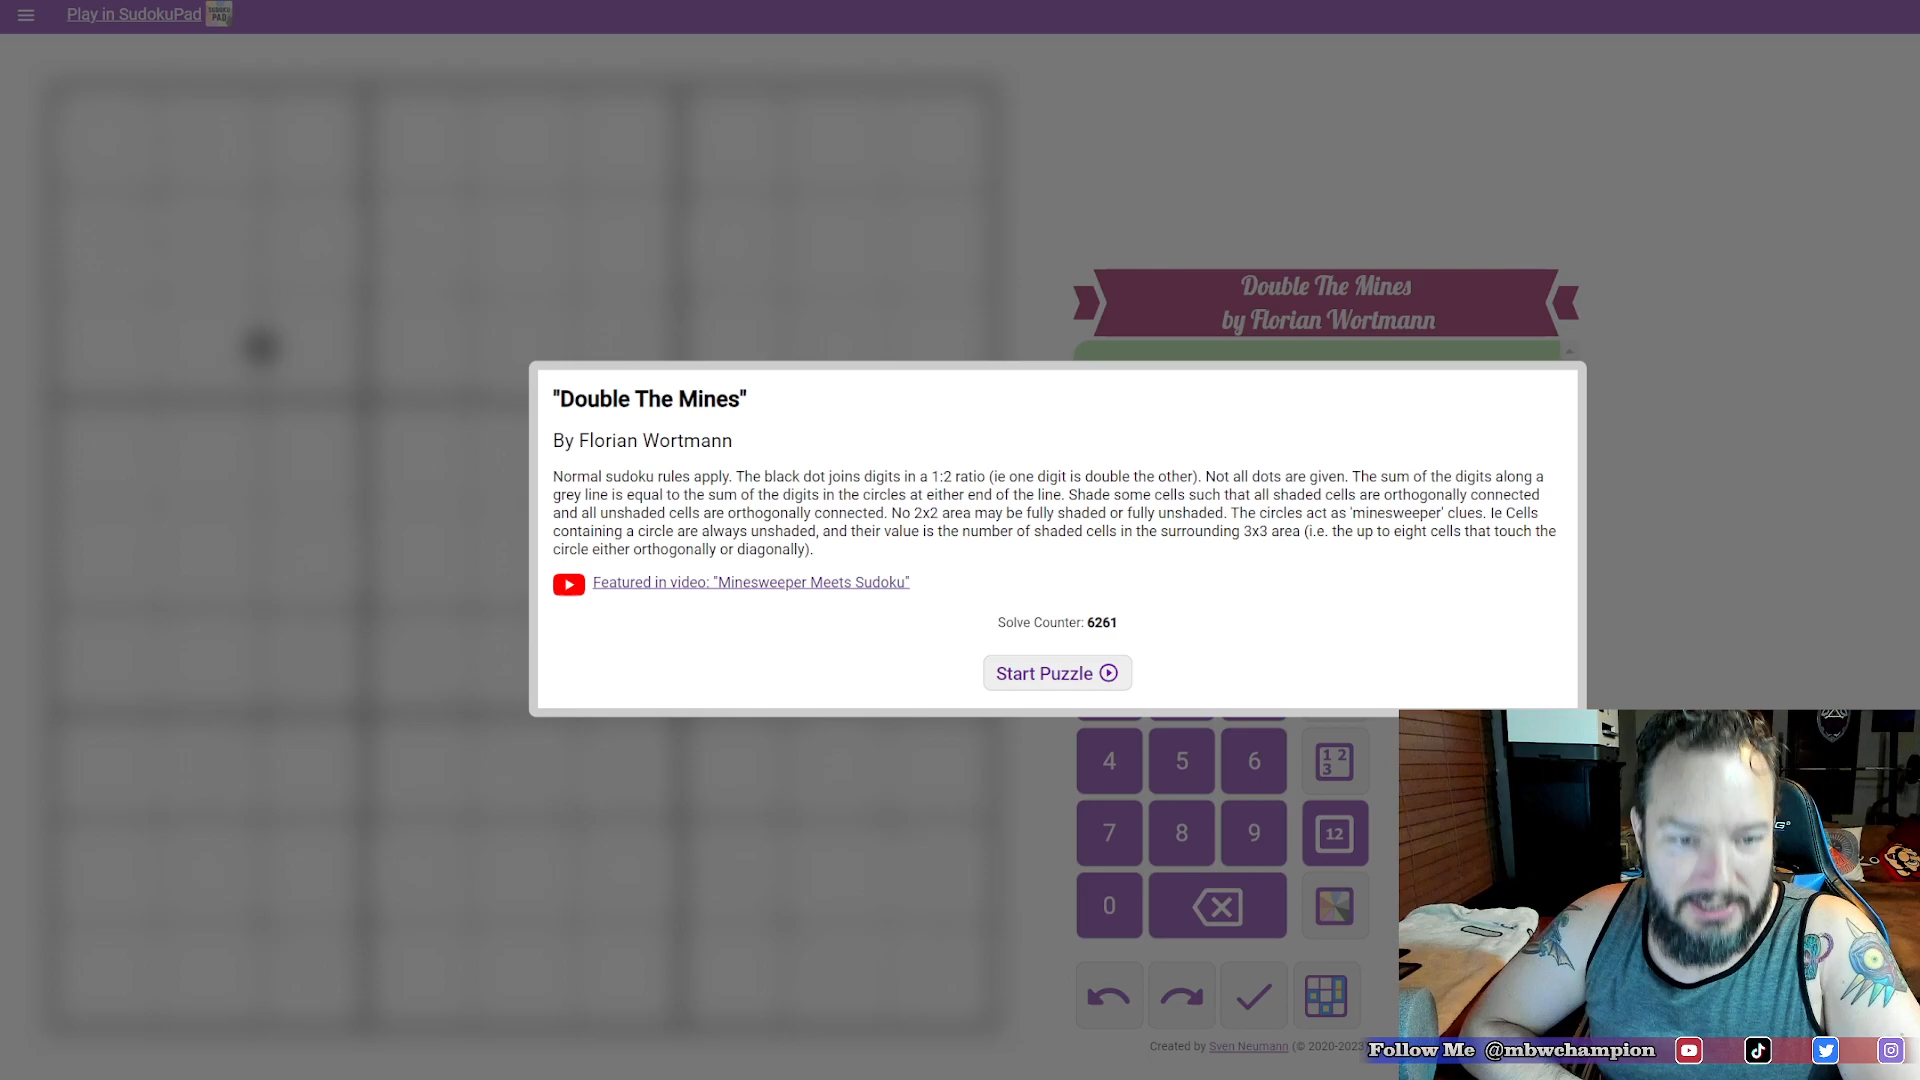 Play in SudokuPad
SUDOKU
PAD
Double The Mines
by Florian Wortmann
"Double The Mines"
By Florian Wortmann
Normal sudoku rules apply. The black dot joins digits in a 1:2 ratio (ie one digit is double the other). Not all dots are given. The sum of the digits along a
grey line is equal to the sum of the digits in the circles at either end of the line. Shade some cells such that all shaded cells are orthogonally connected
and all unshaded cells are orthogonally connected. No 2x2 area may be fully shaded or fully unshaded. The circles act as 'minesweeper' clues. Ie Cells
containing a circle are always unshaded, and their value is the number of shaded cells in the surrounding 3x3 area (i.e. the up to eight cells that touch the
circle either orthogonally or diagonally).
Featured in video: "Minesweeper Meets Sudoku"
Solve Counter: 6261
Start Puzzle
4 5 6 1 2 3
7 8 9 12
0
Created by Sven Neumann (© 2020-2023
Follow Me @mbwchampion